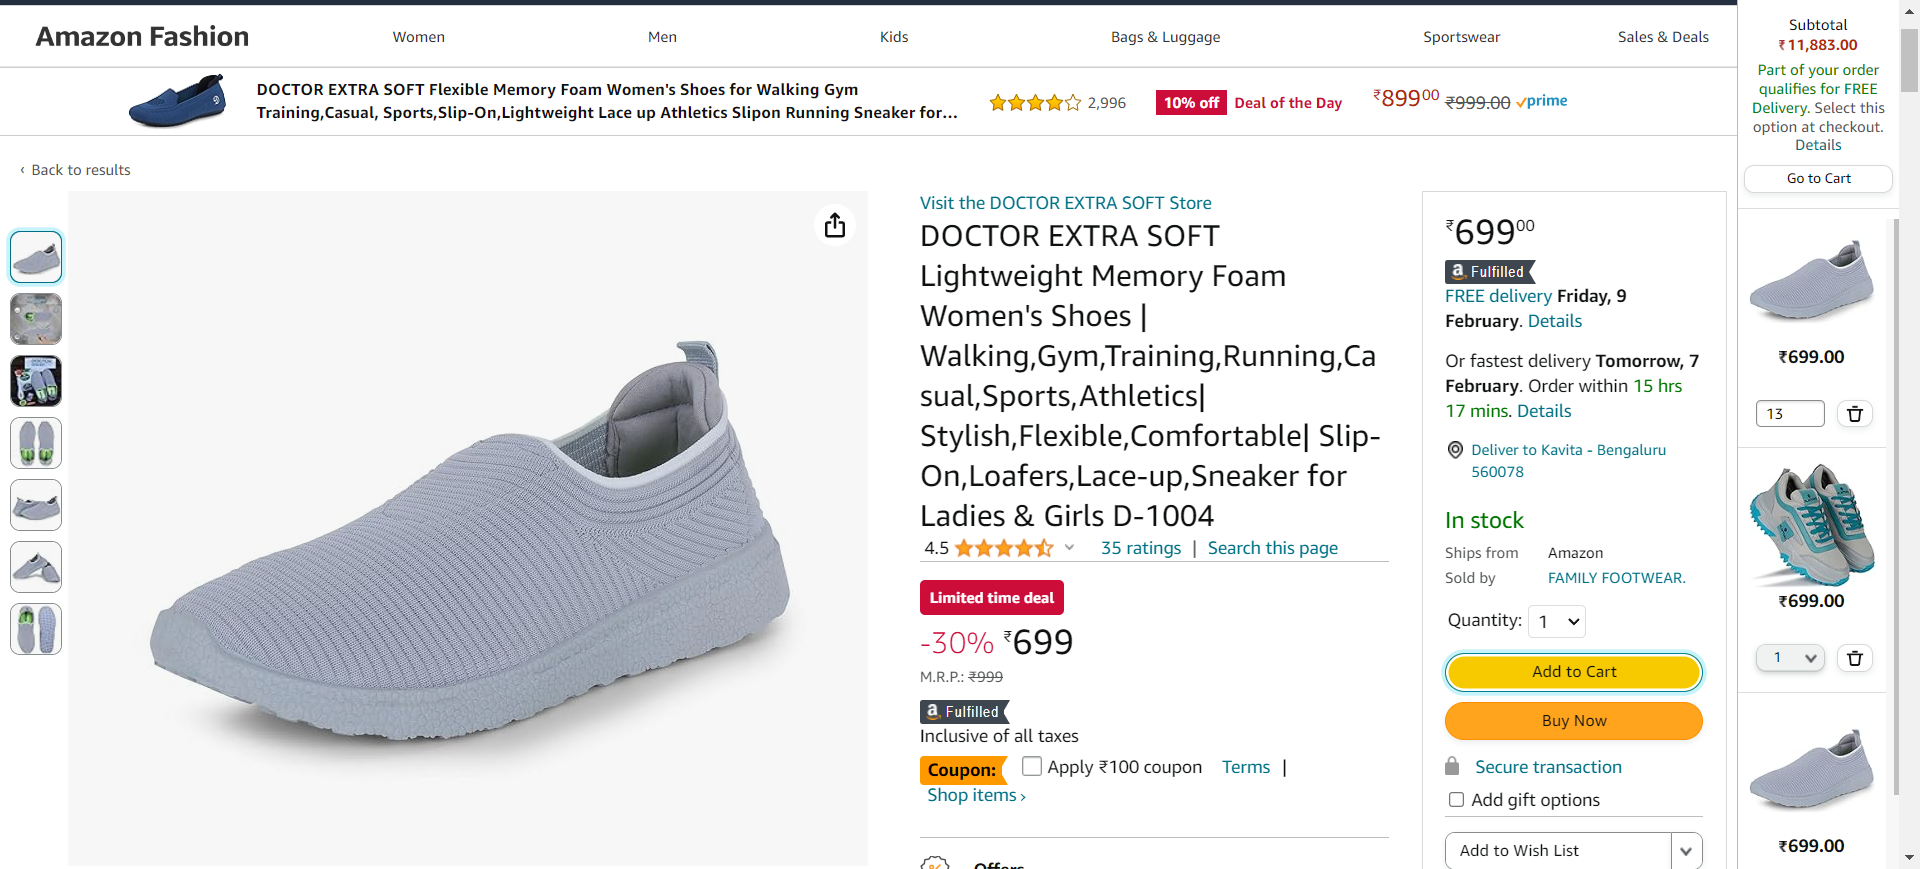 Amazon Fashion
Women
Men
Kids
Bags & Luggage
Sportswear
Sales & Deals
DOCTOR EXTRA SOFT Flexible Memory Foam Women's Shoes for Walking Gym
Training,Casual, Sports,Slip-On,Lightweight Lace up Athletics Slipon Running Sneaker for...
2,996
10% off
Deal of the Day
₹89900
₹999.00
prime
‹ Back to results
Visit the DOCTOR EXTRA SOFT Store
DOCTOR EXTRA SOFT
Lightweight Memory Foam
Women's Shoes |
Walking,Gym,Training,Running,Ca
sual,Sports,Athletics|
Stylish,Flexible,Comfortable| Slip-
On,Loafers,Lace-up,Sneaker for
Ladies & Girls D-1004
4.5
35 ratings | Search this page
Limited time deal
-30% ₹699
M.R.P.: ₹999
a Fulfilled
Inclusive of all taxes
Coupon: Apply ₹100 coupon Terms |
Shop items ›
Offers
₹69900
a Fulfilled
FREE delivery Friday, 9
February. Details
Or fastest delivery Tomorrow, 7
February. Order within 15 hrs
17 mins. Details
Deliver to Kavita - Bengaluru
560078
In stock
Ships from Amazon
Sold by FAMILY FOOTWEAR.
Quantity: 1
Add to Cart
Buy Now
Secure transaction
Add gift options
Add to Wish List
Subtotal
₹11,883.00
Part of your order
qualifies for FREE
Delivery. Select this
option at checkout.
Details
Go to Cart
₹699.00
13
₹699.00
1
₹699.00